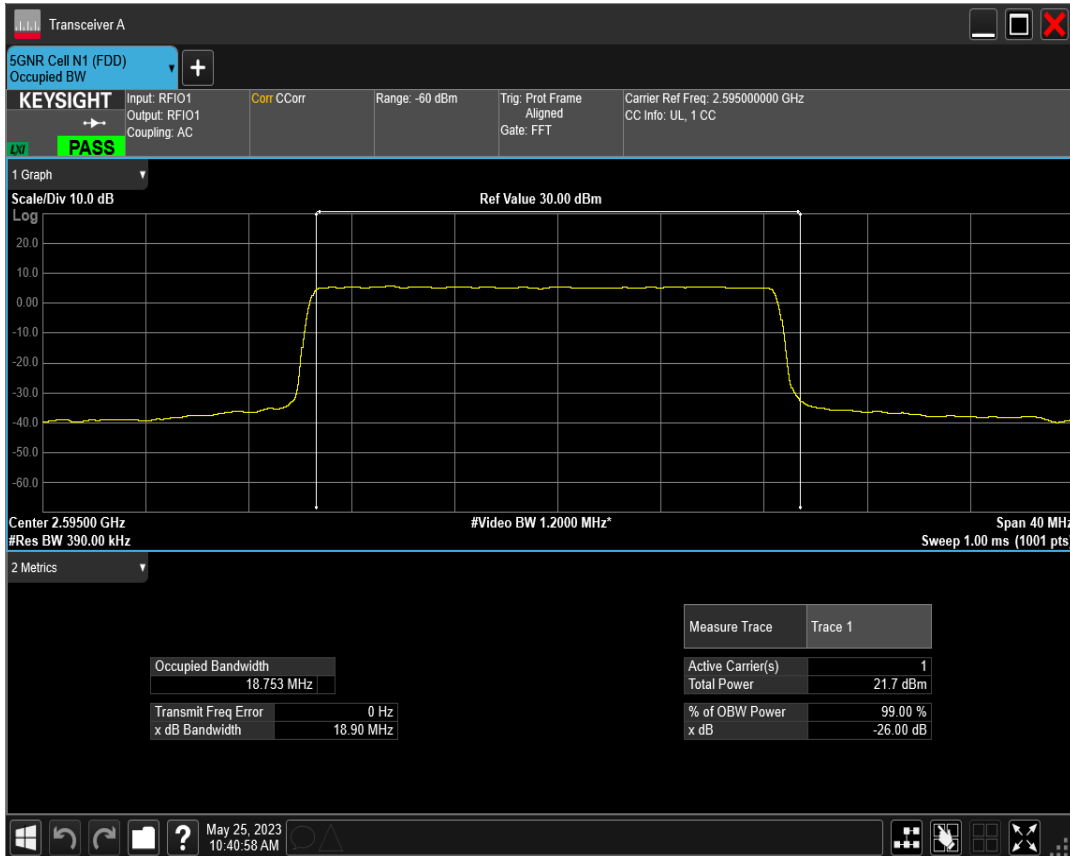 Transceiver A
5GNR Cell N1 (FDD)
Occupied BW
+
KEYSIGHT
LXI
PASS
Input: RFIO1
Output: RFIO1
Coupling: AC
Corr CCorr
Range: -60 dBm
Trig: Prot Frame
Aligned
Gate: FFT
Carrier Ref Freq: 2.595000000 GHz
CC Info: UL, 1 CC
1 Graph
Scale/Div 10.0 dB
Ref Value 30.00 dBm
Log
20.0
10.0
0.00
-10.0
-20.0
-30.0
-40.0
-50.0
-60.0
Center 2.59500 GHz
#Video BW 1.2000 MHz*
Span 40 MHz
#Res BW 390.00 kHz
Sweep 1.00 ms (1001 pts)
2 Metrics
Measure Trace Trace 1
Occupied Bandwidth
18.753 MHz
Transmit Freq Error 0 Hz
x dB Bandwidth 18.90 MHz
Active Carrier(s) 1
Total Power 21.7 dBm
% of OBW Power 99.00 %
x dB -26.00 dB
?
May 25, 2023
10:40:58 AM